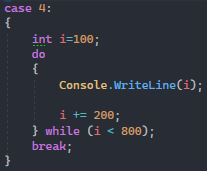 case 4:
{
int i=100;
do
{
Console.WriteLine(i);
i += 200;
} while (i < 800);
break;
}